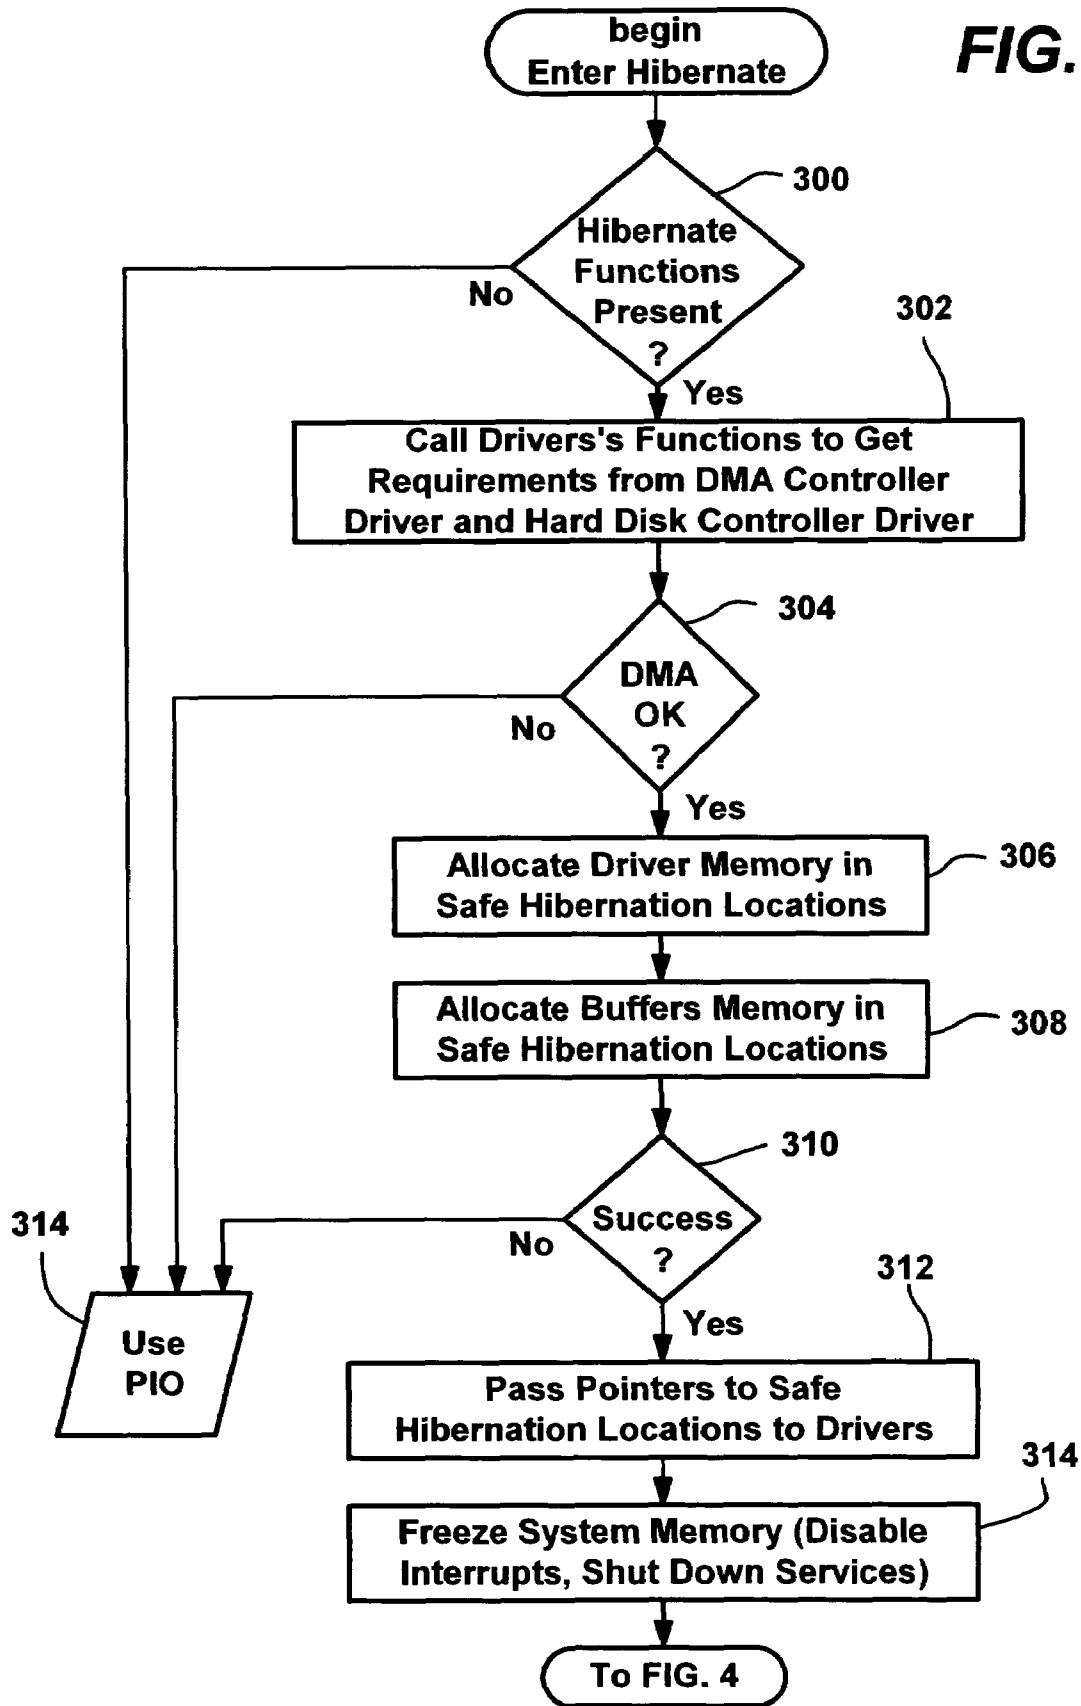 begin
Enter Hibernate
FIG.
300
Hibernate
Functions
Present
?
No
Yes
302
Call Drivers's Functions to Get
Requirements from DMA Controller
Driver and Hard Disk Controller Driver
304
DMA
OK
?
No
Yes
306
Allocate Driver Memory in
Safe Hibernation Locations
308
Allocate Buffers Memory in
Safe Hibernation Locations
310
Success
?
No
Yes
314
Use
PIO
312
Pass Pointers to Safe
Hibernation Locations to Drivers
314
Freeze System Memory (Disable
Interrupts, Shut Down Services)
To FIG. 4